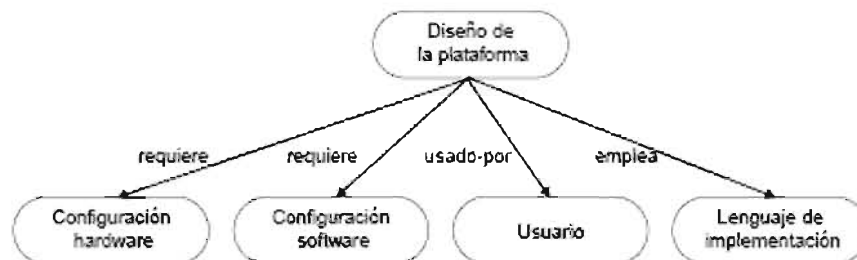 Diseño de
la plataforma
requiere
requiere
usado-por
emplea
Configuración
hardware
Configuración
software
Usuario
Lenguaje de
implementación